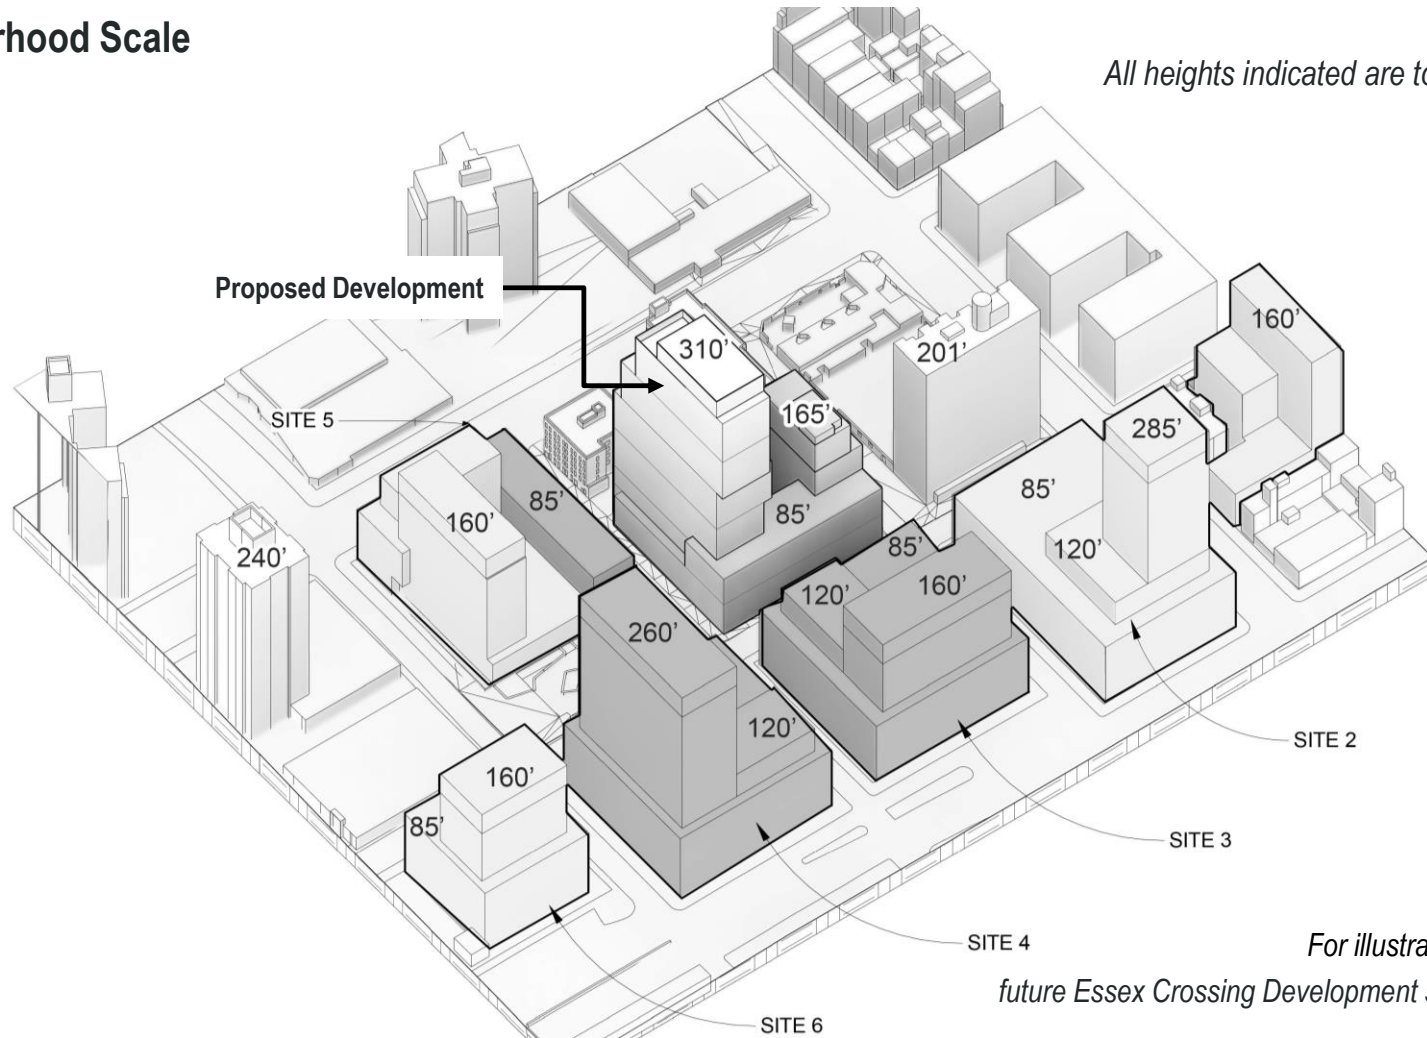 rhood Scale
All heights indicated are to
Proposed Development
310'
201'
160'
165'
285'
SITE 5
85'
85'
160'
85'
240'
85'
120'
120'
160'
260'
120'
SITE 2
160'
85'
SITE 3
SITE 4
For illustra
future Essex Crossing Development S
SITE 6